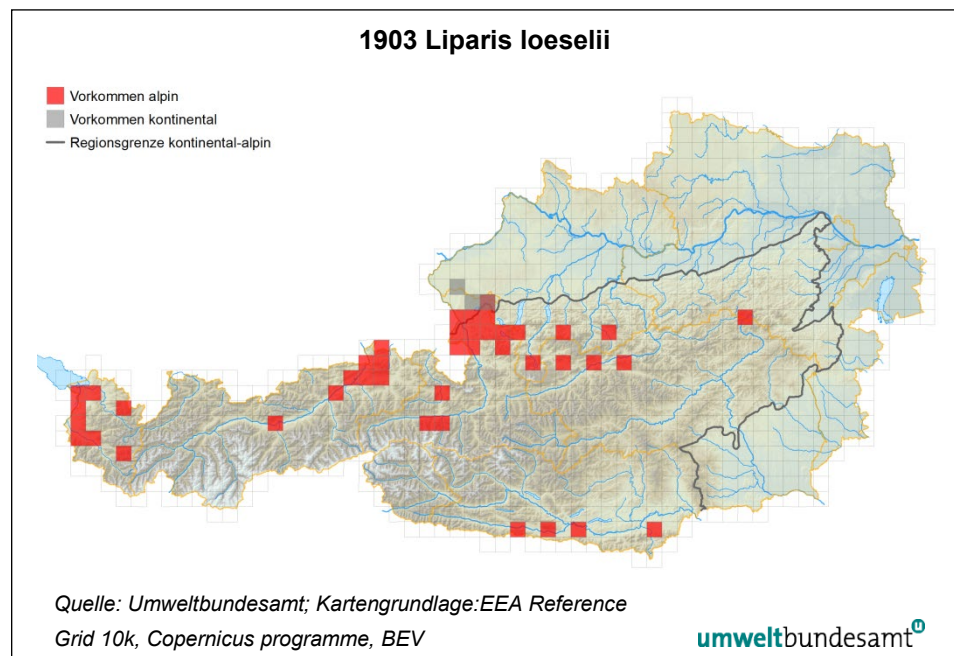 1903 Liparis loeselii
Vorkommen alpin
Vorkommen kontinental
Regionsgrenze kontinental-alpin
Quelle: Umweltbundesamt; Kartengrundlage:EEA Reference
Grid 10k, Copernicus programme, BEV
umweltbundesamt u